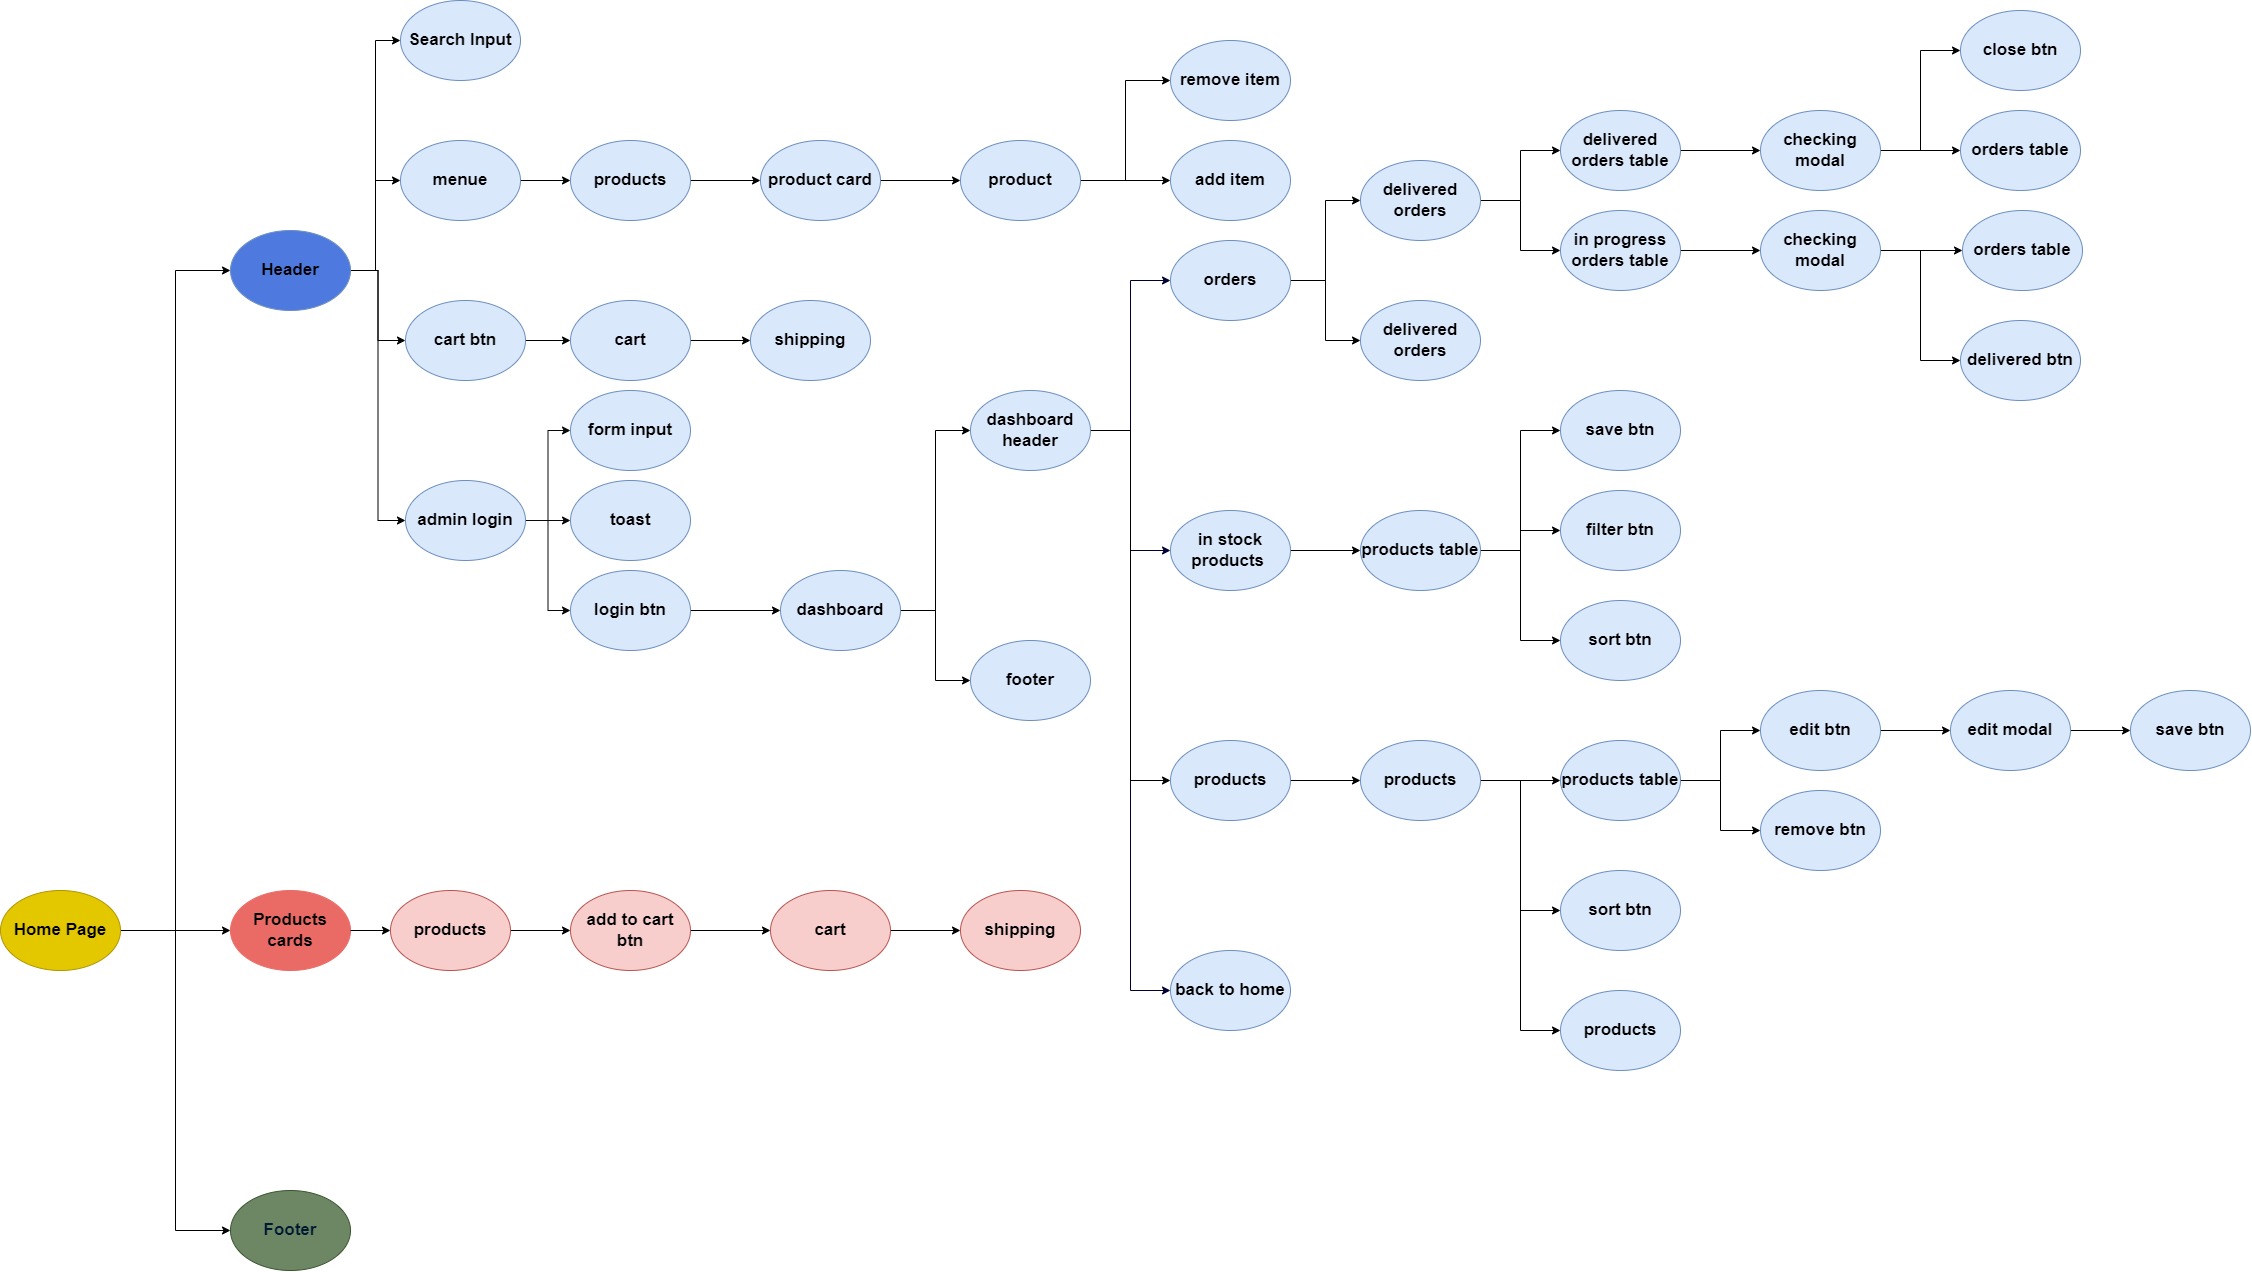 Search Input
menue
products
product card
product
remove item
add item
Header
cart btn
cart
shipping
admin login
form input
toast
login btn
dashboard
dashboard
header
footer
orders
delivered
orders
delivered
orders table
checking
modal
close btn
orders table
in progress
orders table
checking
modal
orders table
delivered btn
delivered
orders
in stock
products
products table
save btn
filter btn
sort btn
products
products
products table
edit btn
edit modal
save btn
remove btn
sort btn
products
back to home
Home Page
Products
cards
products
add to cart
btn
cart
shipping
Footer